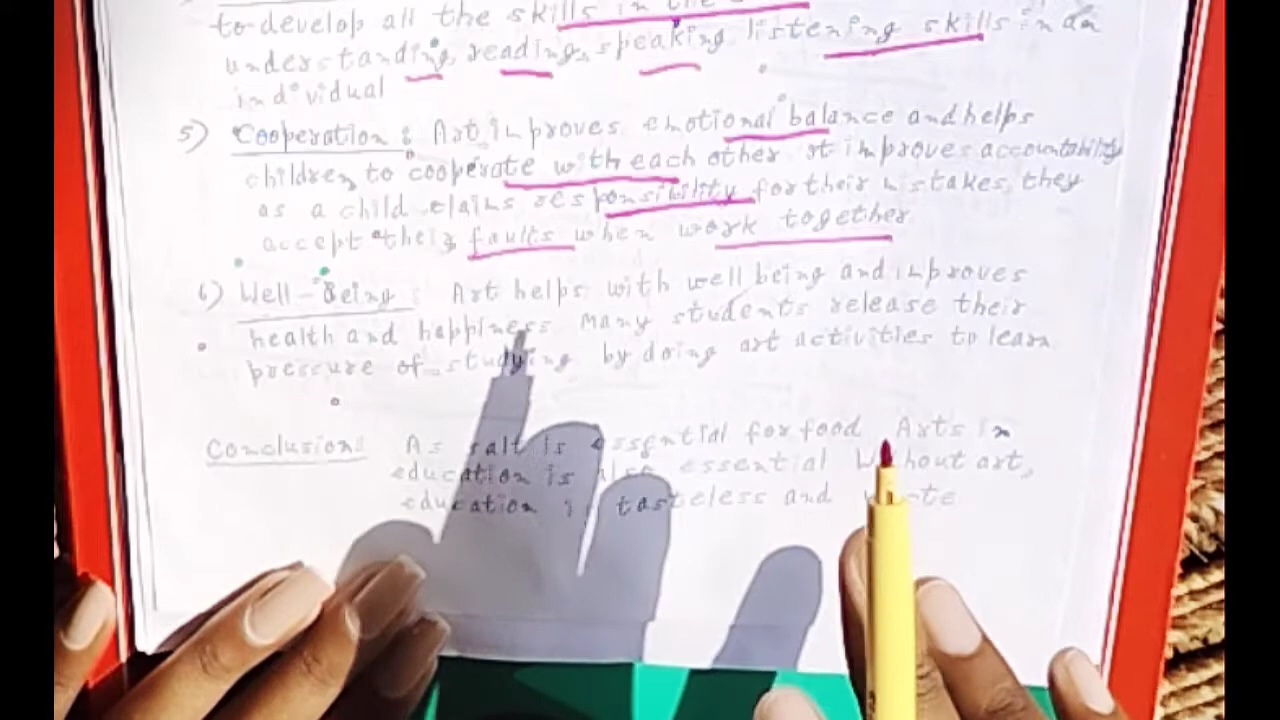 to develop all the skills in the
understanding, reading, speaking listening skills in an
individual
5) Cooperation: Art improves emotional balance and helps
children to cooperate with each other it improves accountability
as a child claims responsibility for their mistakes, they
accept their faults when work together
6) Well-Being: Art helps with well being and improves
health and happiness many students release their
pressure of studying by doing art activities to learn
Conclusion: As salt is essential for food Arts in
education is also essential Without art,
education is tasteless and